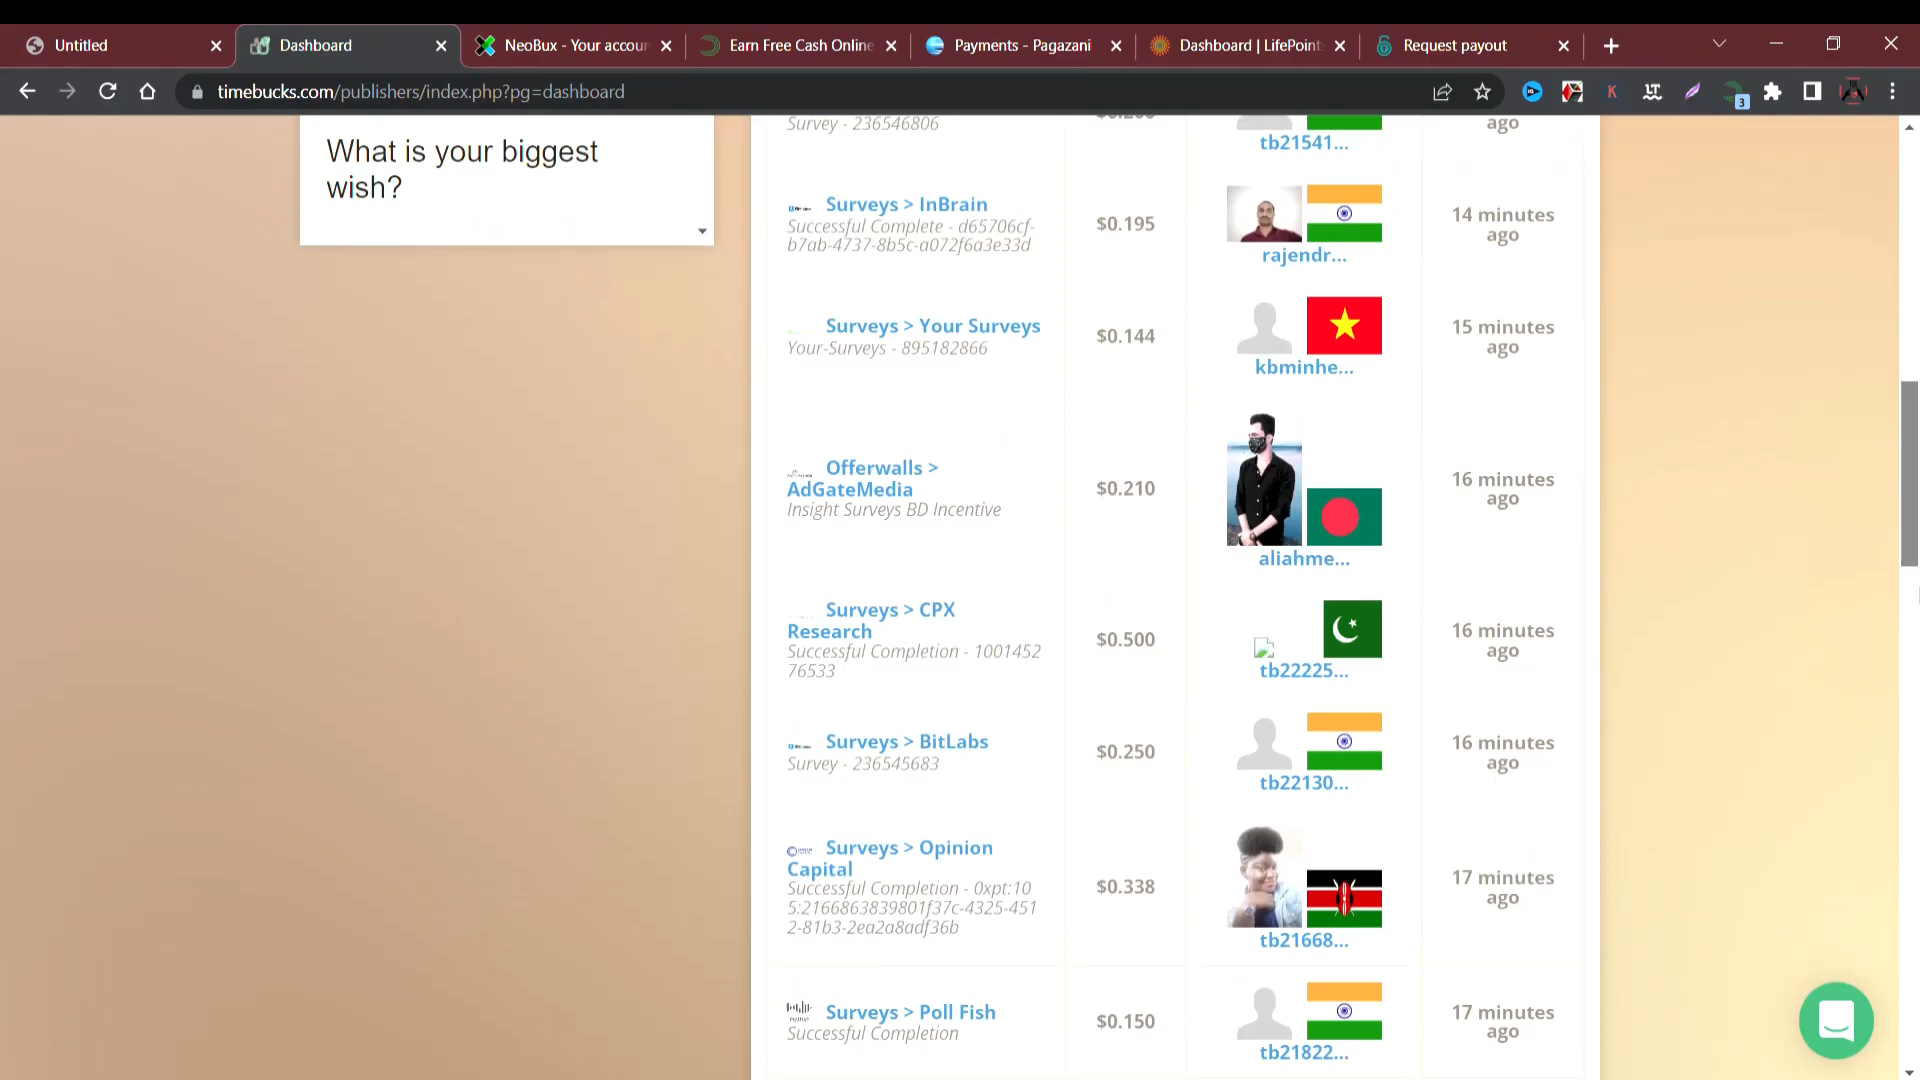 Untitled
Dashboard
NeoBux - Your accoun
Earn Free Cash Online
Payments - Pagazani
Dashboard | LifePoint
Request payout
timebucks.com/publishers/index.php?pg=dashboard
K
3
What is your biggest
wish?
Survey - 236546806
tb21541...
ago
Surveys > InBrain
Successful Complete - d65706cf-
b7ab-4737-8b5c-a072f6a3e33d
$0.195
rajendr...
14 minutes
ago
Surveys > Your Surveys
Your-Surveys - 895182866
$0.144
kbminhe...
15 minutes
ago
Offerwalls >
AdGateMedia
Insight Surveys BD Incentive
$0.210
aliahme...
16 minutes
ago
Surveys > CPX
Research
Successful Completion - 1001452
76533
$0.500
tb22225...
16 minutes
ago
Surveys > BitLabs
Survey - 236545683
$0.250
tb22130...
16 minutes
ago
Surveys > Opinion
Capital
Successful Completion - 0xpt:10
5:2166863839801f37c-4325-451
2-81b3-2ea2a8adf36b
$0.338
tb21668...
17 minutes
ago
Surveys > Poll Fish
Successful Completion
$0.150
tb21822...
17 minutes
ago